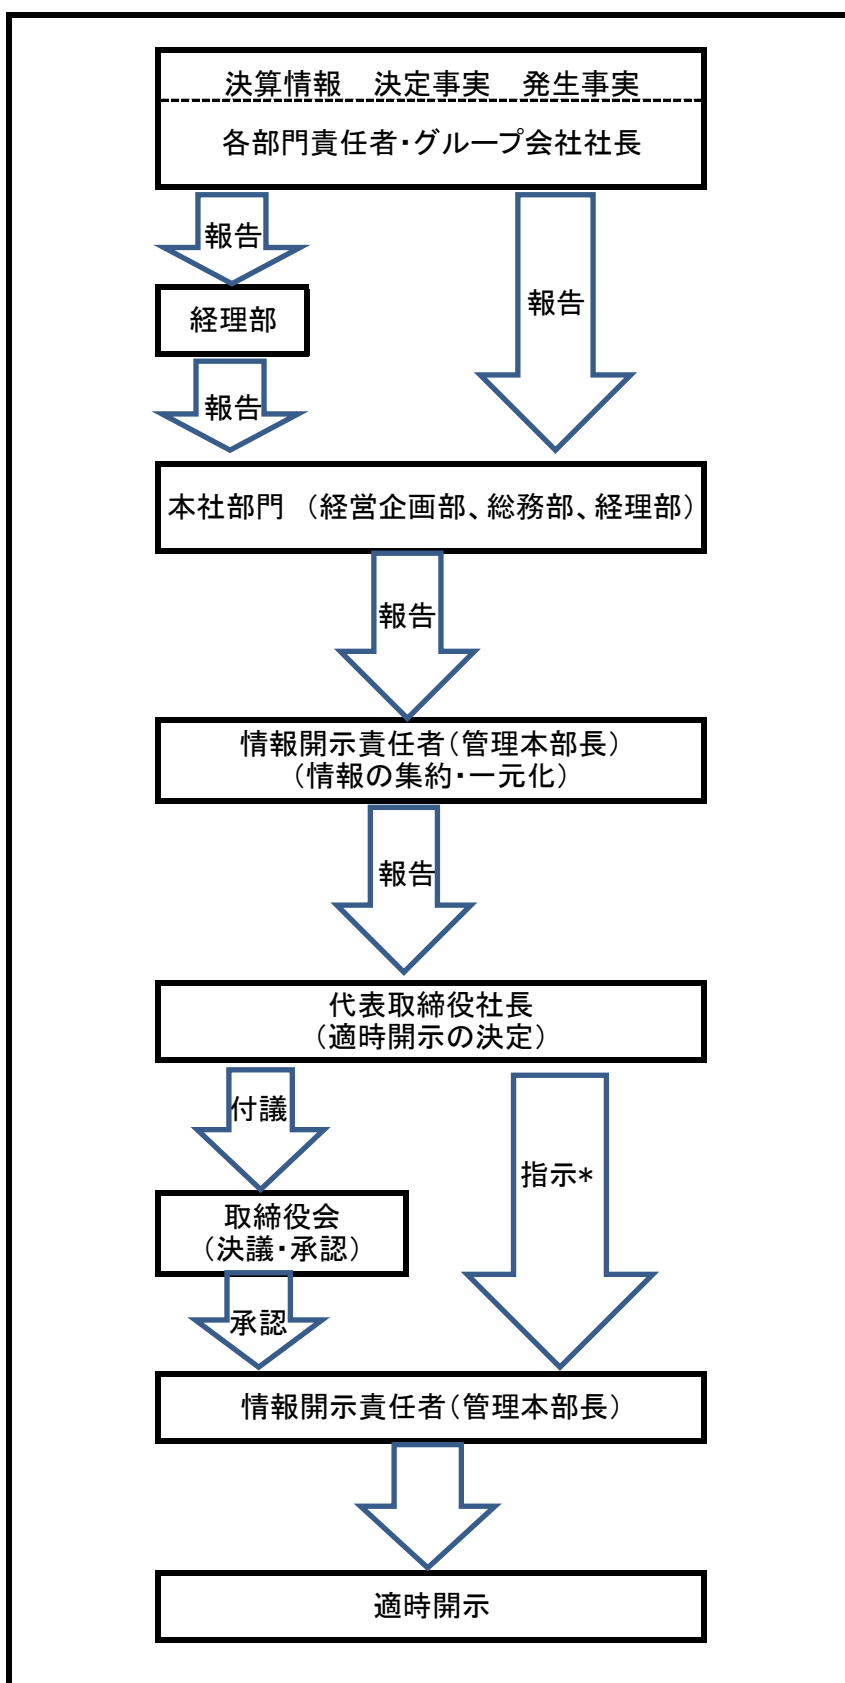 決算情報　決定事実　発生事実
各部門責任者・グループ会社社長
報告
報告
経理部
報告
本社部門　（経営企画部、総務部、経理部）
報告
情報開示責任者（管理本部長）
（情報の集約・一元化）
報告
代表取締役社長
（適時開示の決定）
付議
指示*
取締役会
（決議・承認）
承認
情報開示責任者（管理本部長）
適時開示